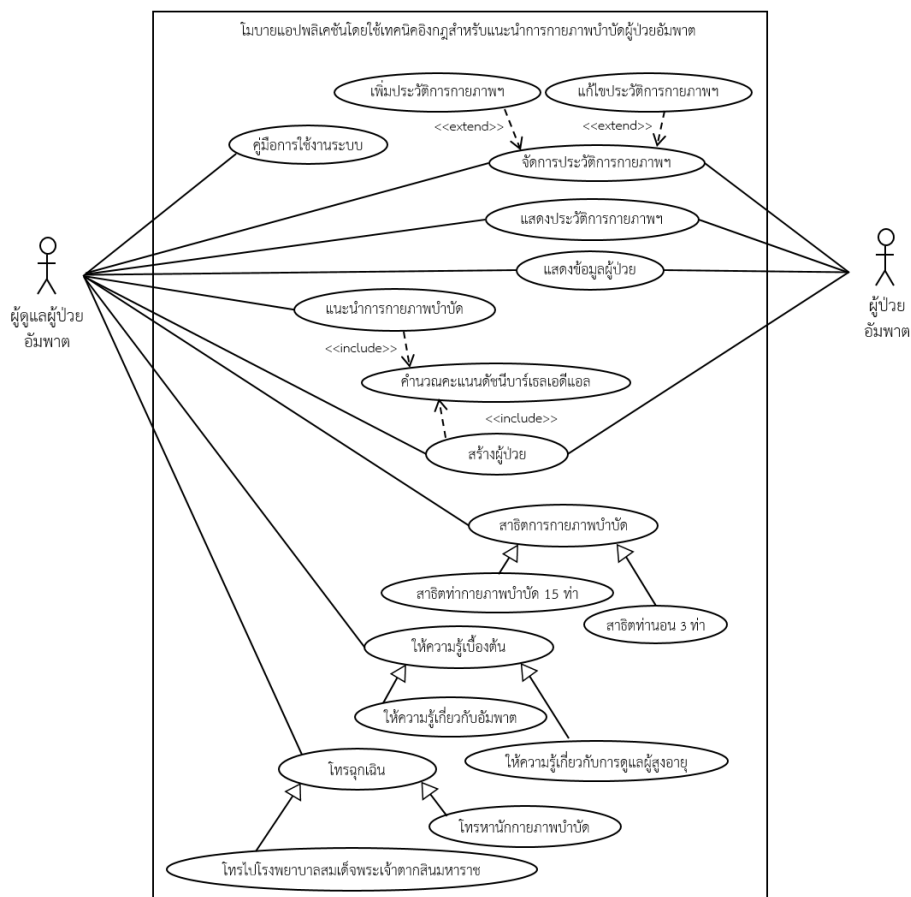 โมบายแอปพลิเคชันโดยใช้เทคนิคอิงกฎสำหรับแนะนำการกายภาพบำบัดผู้ป่วยอัมพาต
เพิ่มประวัติการกายภาพฯ
แก้ไขประวัติการกายภาพฯ
<<extend>>
<<extend>>
คู่มือการใช้งานระบบ
จัดการประวัติการกายภาพฯ
แสดงประวัติการกายภาพฯ
แสดงข้อมูลผู้ป่วย
ผู้ดูแลผู้ป่วย
อัมพาต
ผู้ป่วย
อัมพาต
แนะนำการกายภาพบำบัด
<<include>>
คำนวณคะแนนดัชนีบาร์เธลเอดีแอล
<<include>>
สร้างผู้ป่วย
สาธิตการกายภาพบำบัด
สาธิตท่ากายภาพบำบัด 15 ท่า
สาธิตท่านอน 3 ท่า
ให้ความรู้เบื้องต้น
ให้ความรู้เกี่ยวกับอัมพาต
ให้ความรู้เกี่ยวกับการดูแลผู้สูงอายุ
โทรฉุกเฉิน
โทรหานักกายภาพบำบัด
โทรไปโรงพยาบาลสมเด็จพระเจ้าตากสินมหาราช